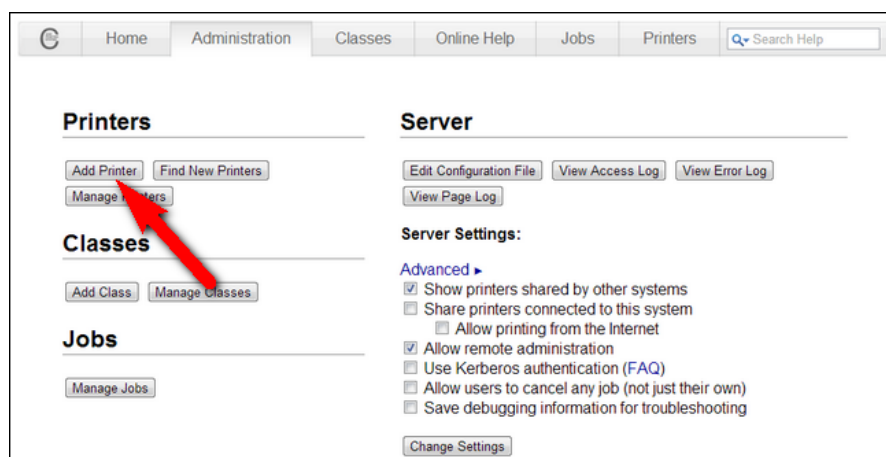 Home Administration Classes Online Help Jobs Printers Search Help
Printers
Add Printer Find New Printers
Manage Printers
Classes
Add Class Manage Classes
Jobs
Manage Jobs
Server
Edit Configuration File View Access Log View Error Log
View Page Log
Server Settings:
Advanced ▸
Show printers shared by other systems
Share printers connected to this system
Allow printing from the Internet
Allow remote administration
Use Kerberos authentication (FAQ)
Allow users to cancel any job (not just their own)
Save debugging information for troubleshooting
Change Settings